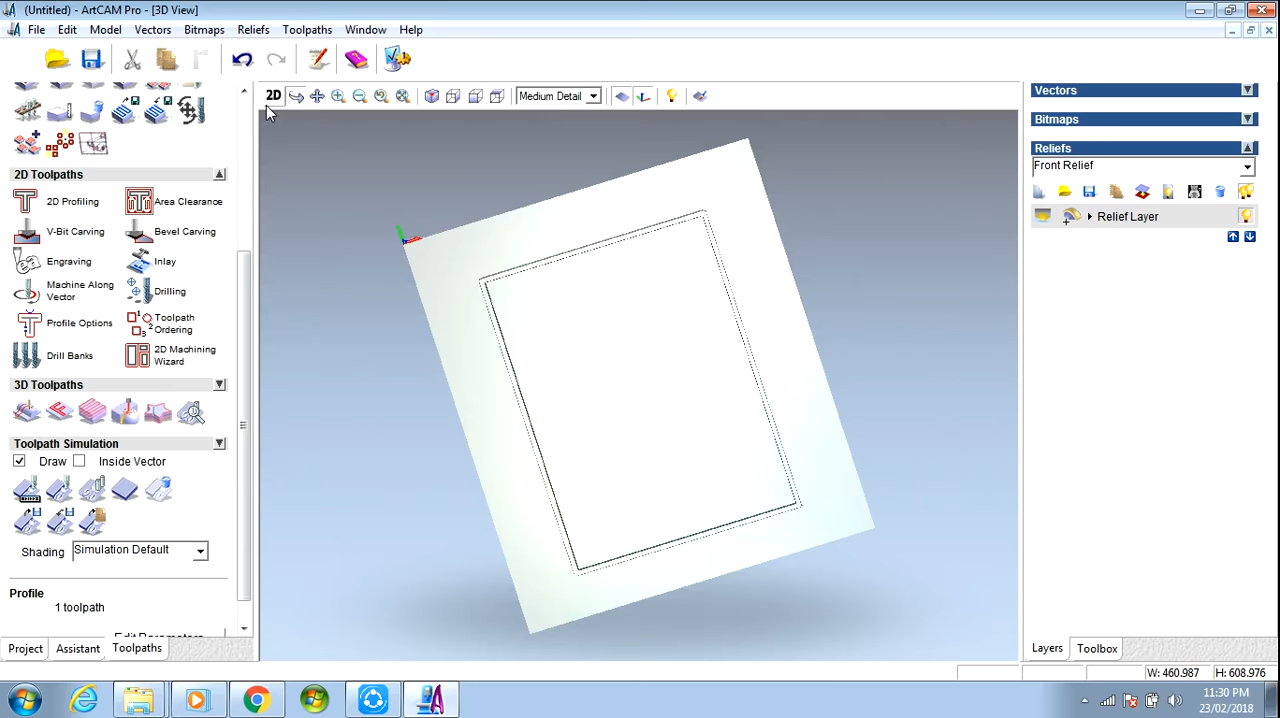 (Untitled) - ArtCAM Pro - [3D View]
File Edit Model Vectors Bitmaps Reliefs Toolpaths Window Help
2D Medium Detail
2D Toolpaths
2D Profiling Area Clearance
V-Bit Carving Bevel Carving
Engraving Inlay
Machine Along Vector Drilling
Profile Options Toolpath Ordering
Drill Banks 2D Machining Wizard
3D Toolpaths
Toolpath Simulation
Draw Inside Vector
Shading Simulation Default
Profile
1 toolpath
Edit Parameters
Project Assistant Toolpaths
Vectors
Bitmaps
Reliefs
Front Relief
Relief Layer
Layers Toolbox
W: 460.987 H: 608.976
11:30 PM
23/02/2018